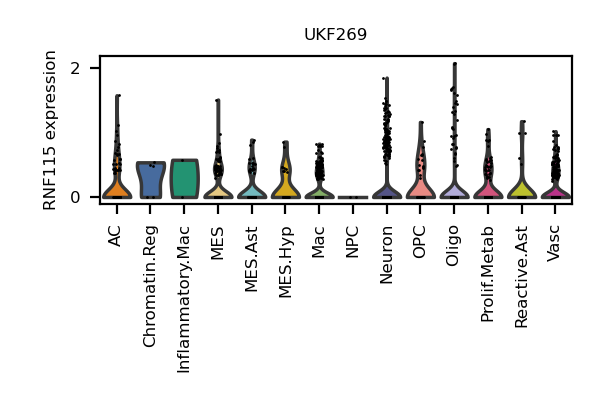 UKF269
RNF115 expression
2
0
AC
Chromatin.Reg
Inflammatory.Mac
MES
MES.Ast
MES.Hyp
Mac
NPC
Neuron
OPC
Oligo
Prolif.Metab
Reactive.Ast
Vasc